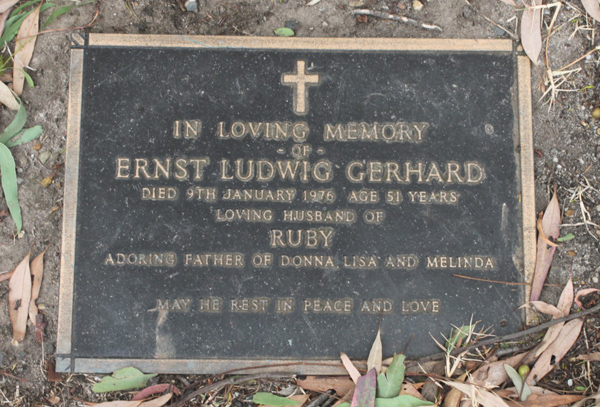 IN LOVING MEMORY
- OF -
ERNST LUDWIG GERHARD
DIED 9TH JANUARY 1976 AGE 51 YEARS
LOVING HUSBAND OF
RUBY
ADORING FATHER OF DONNA, LISA AND MELINDA
MAY HE REST IN PEACE AND LOVE